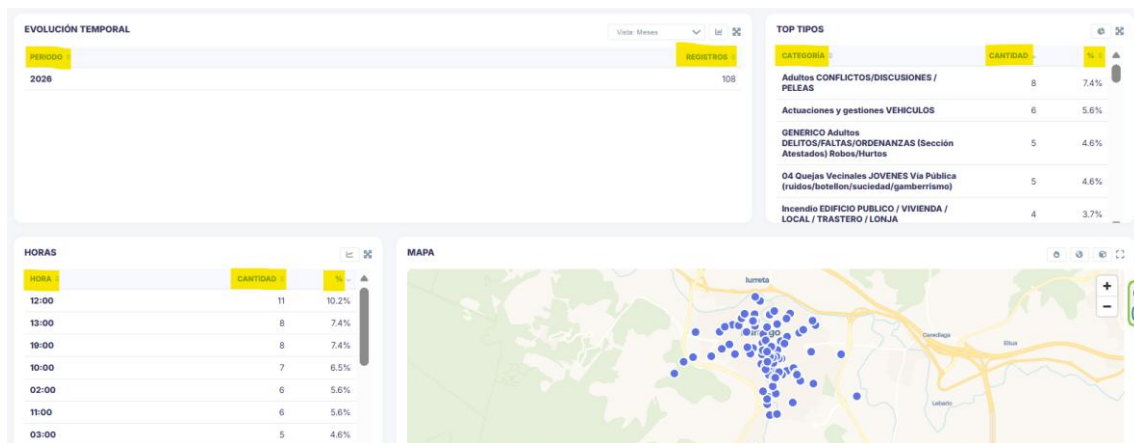 EVOLUCIÓN TEMPORAL
Vista: Meses
PERIODO
REGISTROS
2026
108
TOP TIPOS
CATEGORÍA
CANTIDAD
%
Adultos CONFLICTOS/DISCUSIONES /
PELEAS
8
7.4%
Actuaciones y gestiones VEHICULOS
6
5.6%
GENERICO Adultos
DELITOS/FALTAS/ORDENANZAS (Sección
Atestados) Robos/Hurtos
5
4.6%
04 Quejas Vecinales JOVENES Vía Pública
(ruidos/botellon/suciedad/gamberrismo)
5
4.6%
Incendio EDIFICIO PUBLICO / VIVIENDA /
LOCAL / TRASTERO / LONJA
4
3.7%
HORAS
HORA
CANTIDAD
%
12:00 11 10.2%
13:00 8 7.4%
19:00 8 7.4%
10:00 7 6.5%
02:00 6 5.6%
11:00 6 5.6%
03:00 5 4.6%
MAPA
Iurreta
+
−